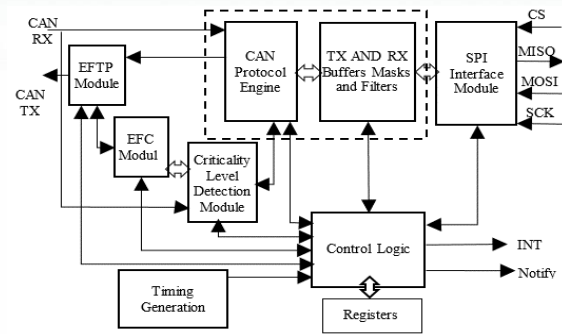 CAN
RX
CAN
TX
EFTP
Module
EFC
Modul
CAN
Protocol
Engine
TX AND RX
Buffers Masks
and Filters
SPI
Interface
Module
CS
MISO
MOSI
SCK
Criticality
Level
Detection
Module
Control Logic
INT
Notify
Timing
Generation
Registers